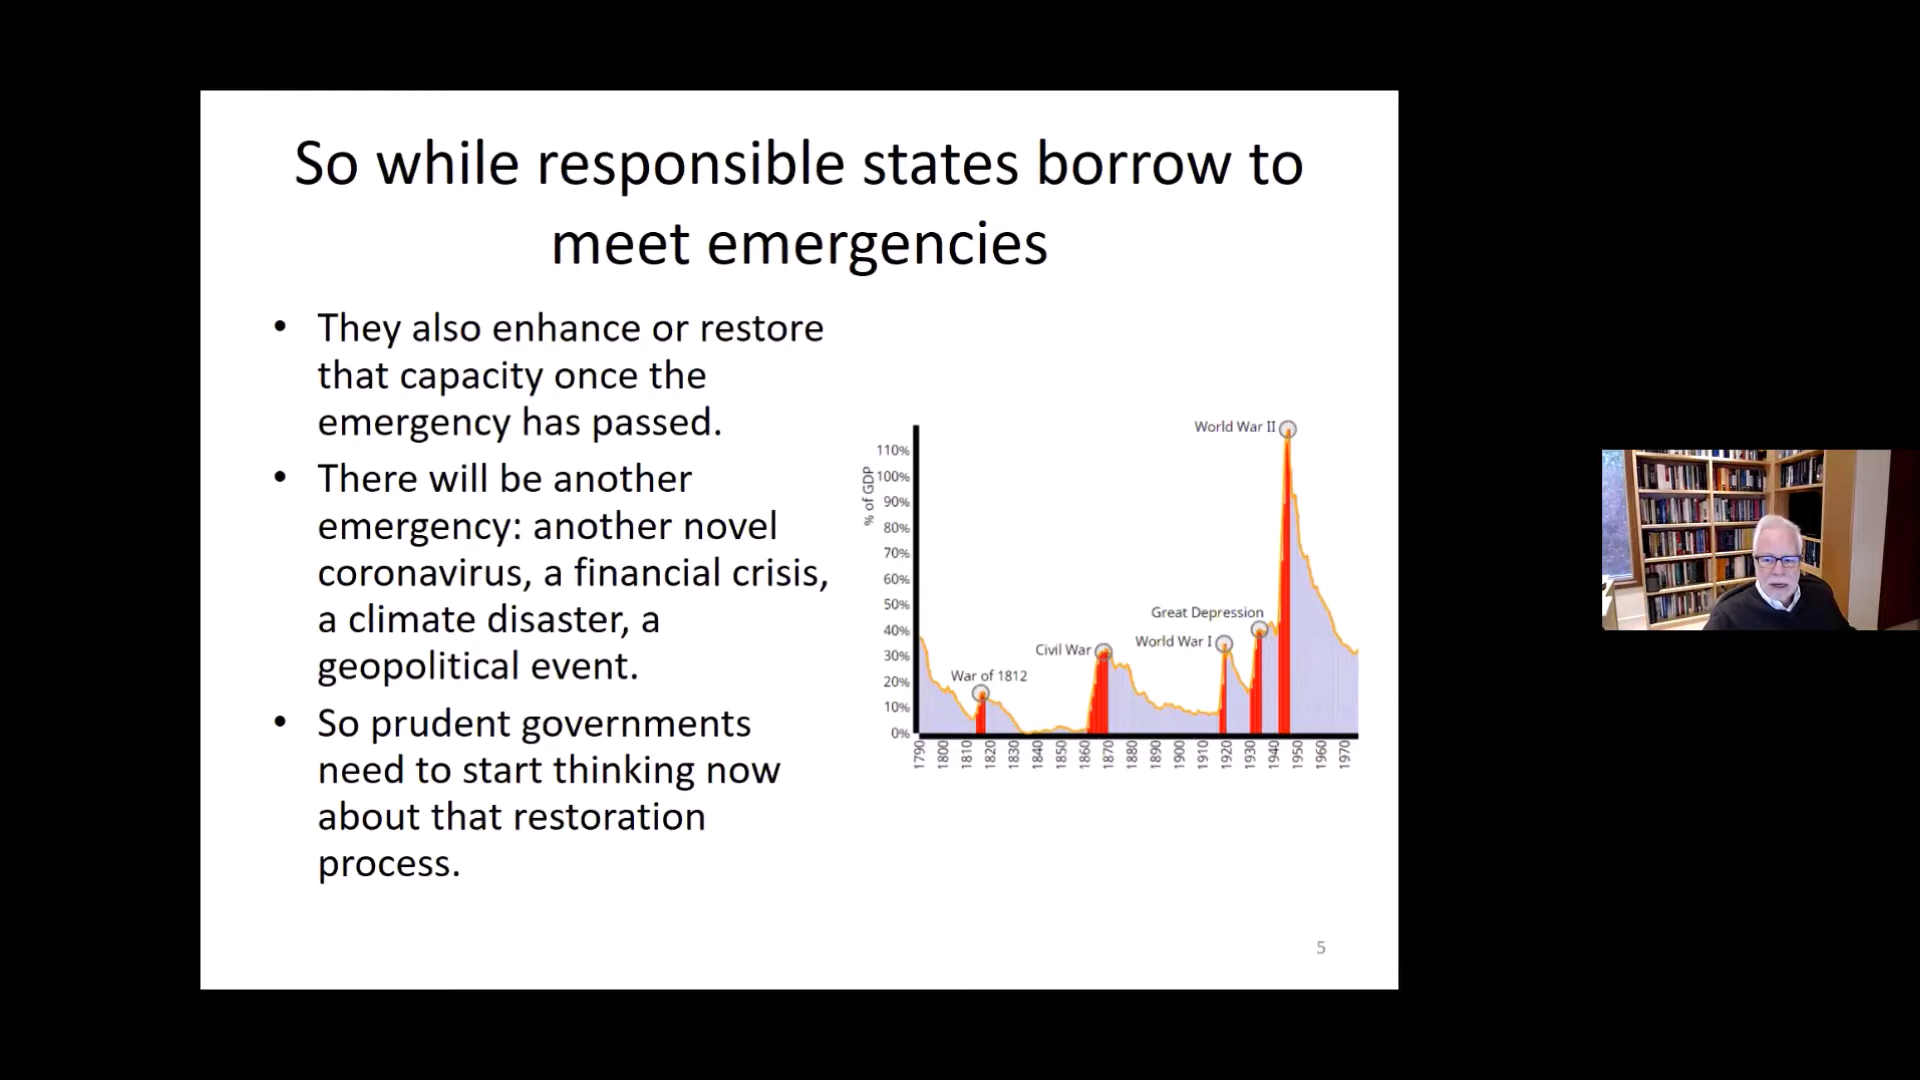 So while responsible states borrow to
meet emergencies
• They also enhance or restore
that capacity once the
emergency has passed.
• There will be another
emergency: another novel
coronavirus, a financial crisis,
a climate disaster, a
geopolitical event.
• So prudent governments
need to start thinking now
about that restoration
process.
% of GDP
110%
100%
90%
80%
70%
60%
50%
40%
30%
20%
10%
0%
World War II
Great Depression
World War I
Civil War
War of 1812
1790
1800
1810
1820
1830
1840
1850
1860
1870
1880
1890
1900
1910
1920
1930
1940
1950
1960
1970
5